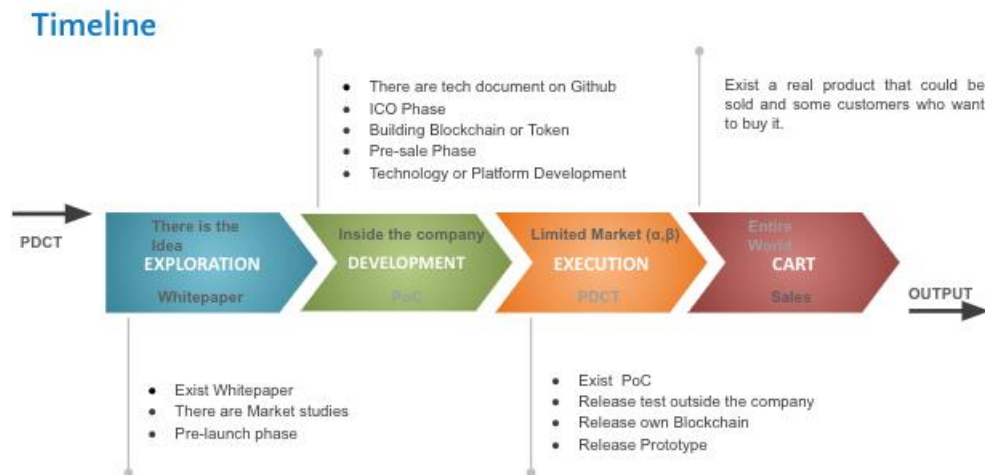 Timeline
● There are tech document on Github
● ICO Phase
● Building Blockchain or Token
● Pre-sale Phase
● Technology or Platform Development
Exist a real product that could be
sold and some customers who want
to buy it.
PDCT
There is the
Idea
EXPLORATION
Whitepaper
Inside the company
DEVELOPMENT
PoC
Limited Market (α,β)
EXECUTION
PDCT
Entire
World
CART
Sales
OUTPUT
● Exist Whitepaper
● There are Market studies
● Pre-launch phase
● Exist PoC
● Release test outside the company
● Release own Blockchain
● Release Prototype